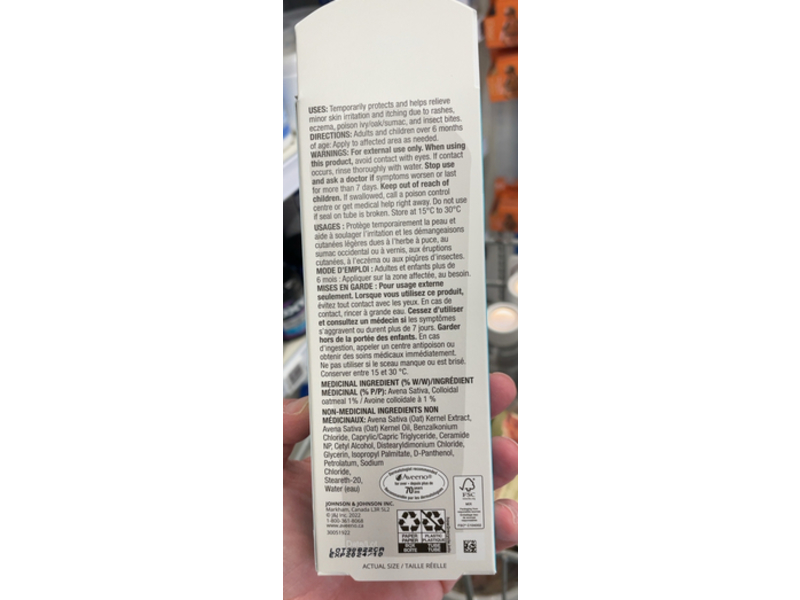 USES: Temporarily protects and helps relieve
minor skin irritation and itching due to rashes,
eczema, poison ivy/oak/sumac, and insect bites.
DIRECTIONS: Adults and children over 6 months
of age: Apply to affected area as needed.
WARNINGS: For external use only. When using
this product, avoid contact with eyes. If contact
occurs, rinse thoroughly with water. Stop use
and ask a doctor if symptoms worsen or last
for more than 7 days. Keep out of reach of
children. If swallowed, call a poison control
centre or get medical help right away. Do not use
if seal on tube is broken. Store at 15°C to 30°C
USAGES : Protège temporairement la peau et
aide à soulager l'irritation et les démangeaisons
cutanées légères dues à l'herbe à puce, au
sumac occidental ou à vernis, aux éruptions
cutanées, à l'eczéma ou aux piqûres d'insectes.
MODE D'EMPLOI : Adultes et enfants plus de
6 mois : Appliquer sur la zone affectée, au besoin.
MISES EN GARDE : Pour usage externe
seulement. Lorsque vous utilisez ce produit,
évitez tout contact avec les yeux. En cas de
contact, rincer à grande eau. Cessez d'utiliser
et consultez un médecin si les symptômes
s'aggravent ou durent plus de 7 jours. Garder
hors de la portée des enfants. En cas
d'ingestion, appeler un centre antipoison ou
obtenir des soins médicaux immédiatement.
Ne pas utiliser si le sceau manque ou est brisé.
Conserver entre 15 et 30 °C.
MEDICINAL INGREDIENT (% W/W)/INGRÉDIENT
MÉDICINAL (% P/P): Avena Sativa, Colloidal
oatmeal 1% / Avoine colloïdale à 1 %
NON-MEDICINAL INGREDIENTS NON
MÉDICINAUX: Avena Sativa (Oat) Kernel Extract,
Avena Sativa (Oat) Kernel Oil, Benzalkonium
Chloride, Caprylic/Capric Triglyceride, Ceramide
NP, Cetyl Alcohol, Distearyldimonium Chloride,
Glycerin, Isopropyl Palmitate, D-Panthenol,
Petrolatum, Sodium
Chloride,
Steareth-20,
Water (eau)
Aveeno®
70
JOHNSON & JOHNSON INC.
Markham, Canada L3R 5L2
© J&J Inc. 2022
1-800-361-8068
www.aveeno.ca
30051922
FSC
PAPER
PAPIER
BOX
BOÎTE
PLASTIC
PLASTIQUE
TUBE
TUBE
ACTUAL SIZE / TAILLE RÉELLE